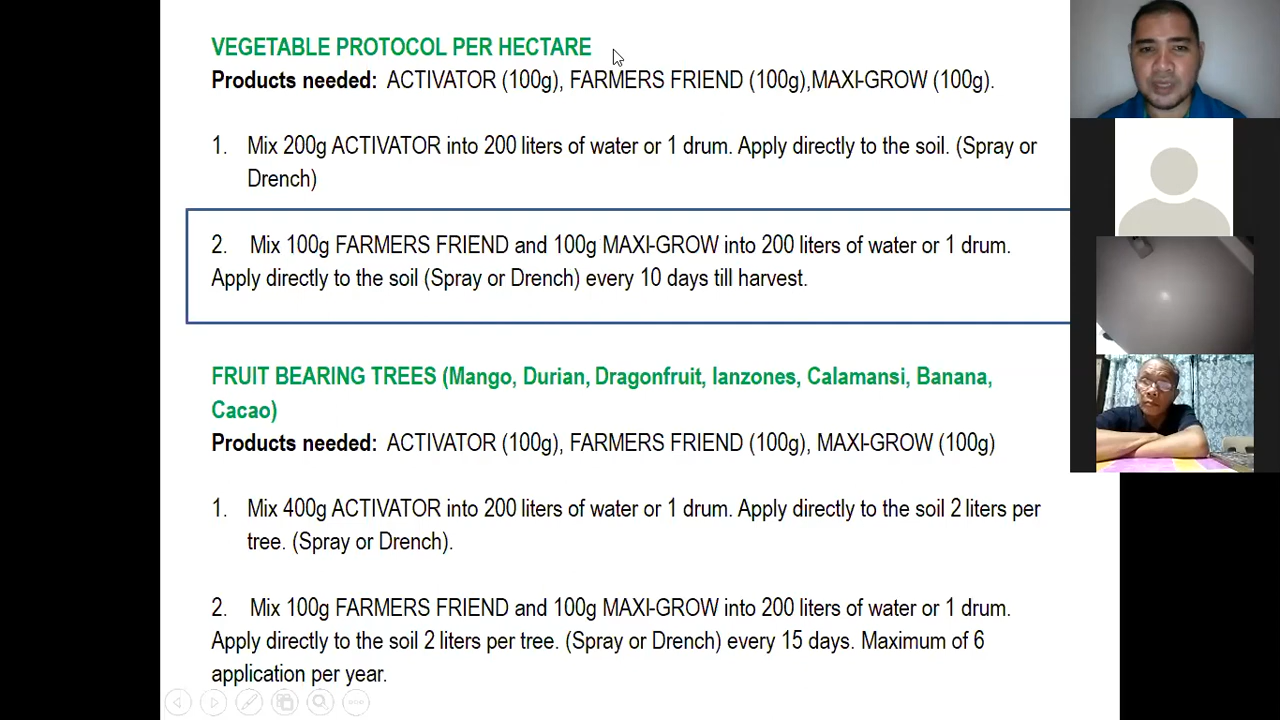 VEGETABLE PROTOCOL PER HECTARE
Products needed: ACTIVATOR (100g), FARMERS FRIEND (100g),MAXI-GROW (100g).
1. Mix 200g ACTIVATOR into 200 liters of water or 1 drum. Apply directly to the soil. (Spray or
Drench)
2. Mix 100g FARMERS FRIEND and 100g MAXI-GROW into 200 liters of water or 1 drum.
Apply directly to the soil (Spray or Drench) every 10 days till harvest.
FRUIT BEARING TREES (Mango, Durian, Dragonfruit, lanzones, Calamansi, Banana,
Cacao)
Products needed: ACTIVATOR (100g), FARMERS FRIEND (100g), MAXI-GROW (100g)
1. Mix 400g ACTIVATOR into 200 liters of water or 1 drum. Apply directly to the soil 2 liters per
tree. (Spray or Drench).
2. Mix 100g FARMERS FRIEND and 100g MAXI-GROW into 200 liters of water or 1 drum.
Apply directly to the soil 2 liters per tree. (Spray or Drench) every 15 days. Maximum of 6
application per year.